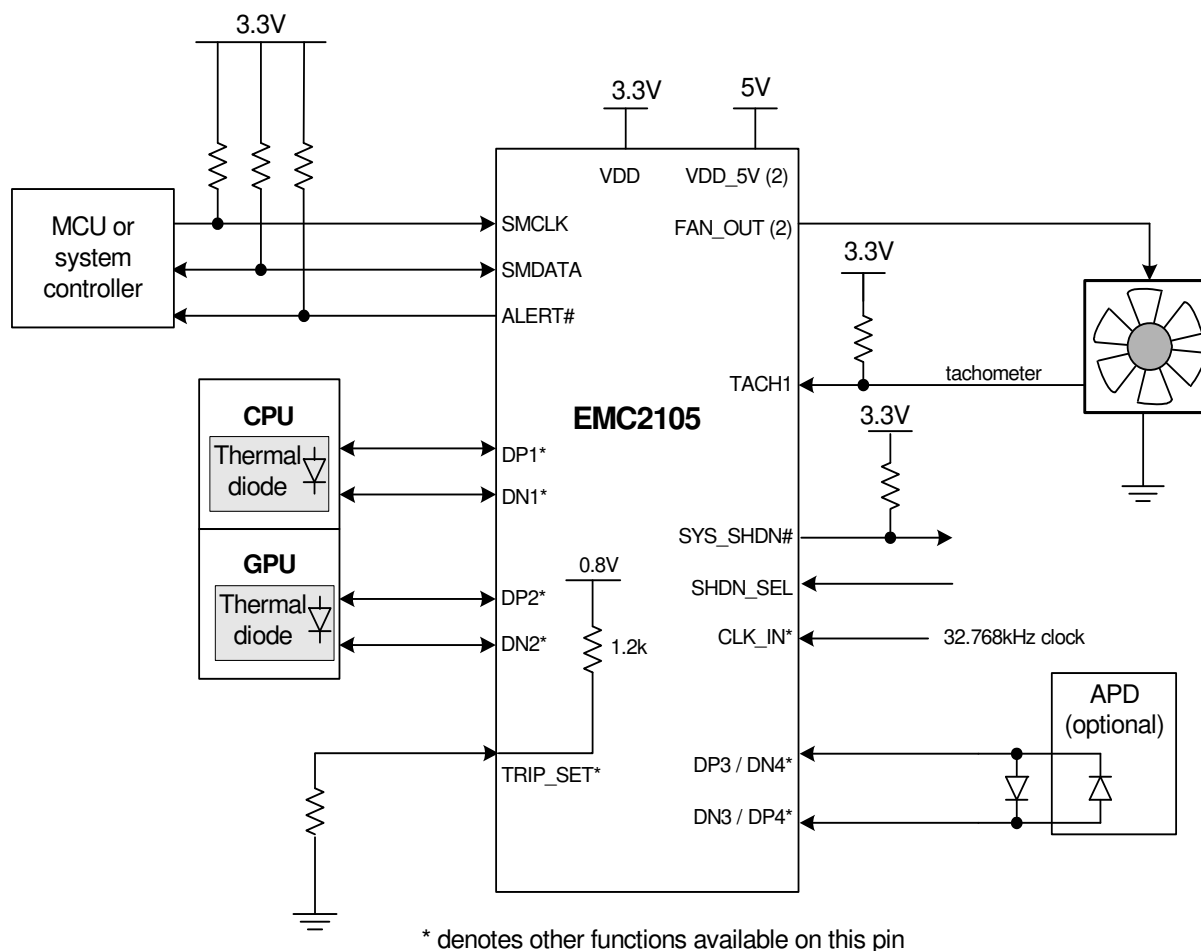 3.3V
3.3V
5V
VDD
VDD_5V (2)
MCU or
system
controller
SMCLK
SMDATA
ALERT#
FAN_OUT (2)
3.3V
TACH1
tachometer
EMC2105
CPU
Thermal
diode
DP1*
DN1*
3.3V
SYS_SHDN#
SHDN_SEL
CLK_IN*
32.768kHz clock
GPU
Thermal
diode
DP2*
DN2*
0.8V
1.2k
TRIP_SET*
APD
(optional)
DP3 / DN4*
DN3 / DP4*
* denotes other functions available on this pin